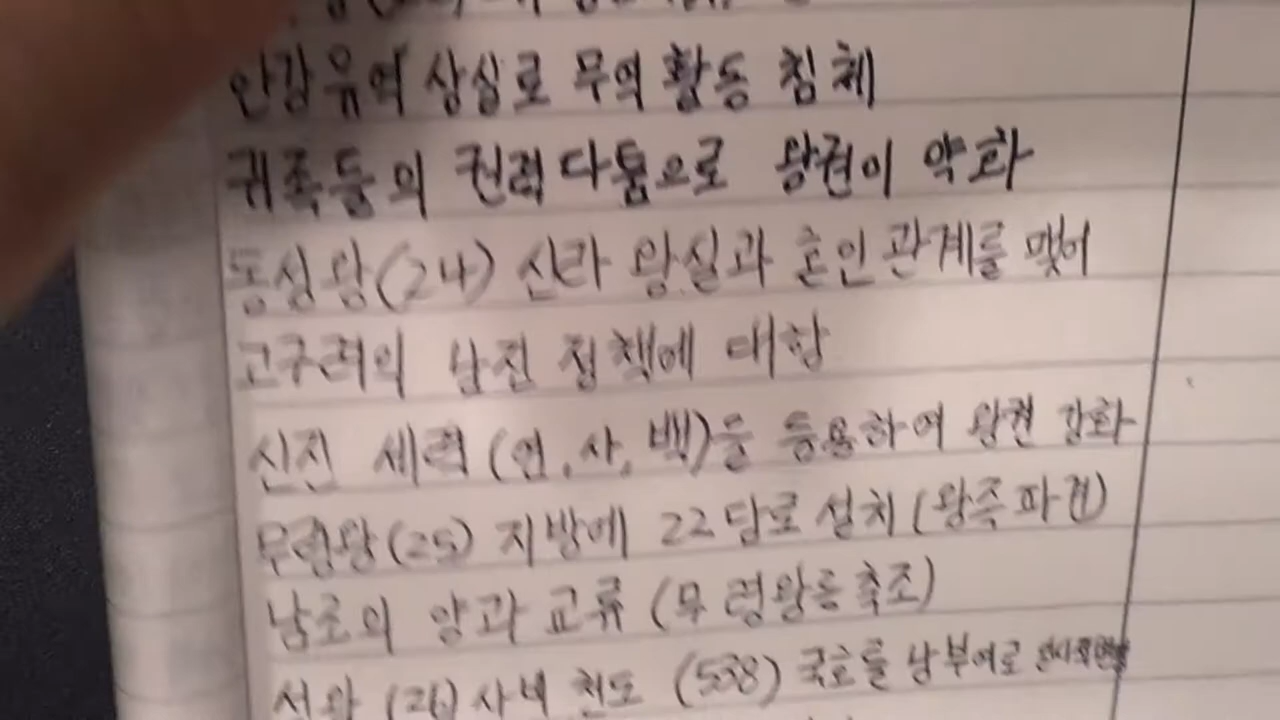 한강유역 상실로 무역 활동 침체
귀족들의 권력다툼으로 왕권이 약화
동성왕(24) 신라 왕실과 혼인관계를 맺어
고구려의 남진 정책에 대항
신진 세력 (연, 사, 백)을 등용하여 왕권 강화
무령왕(25) 지방에 22담로 설치 (왕족파견)
남조의 양과 교류 (무령왕릉축조)
성왕 (26) 사비 천도 (538) 국호를 남부여로